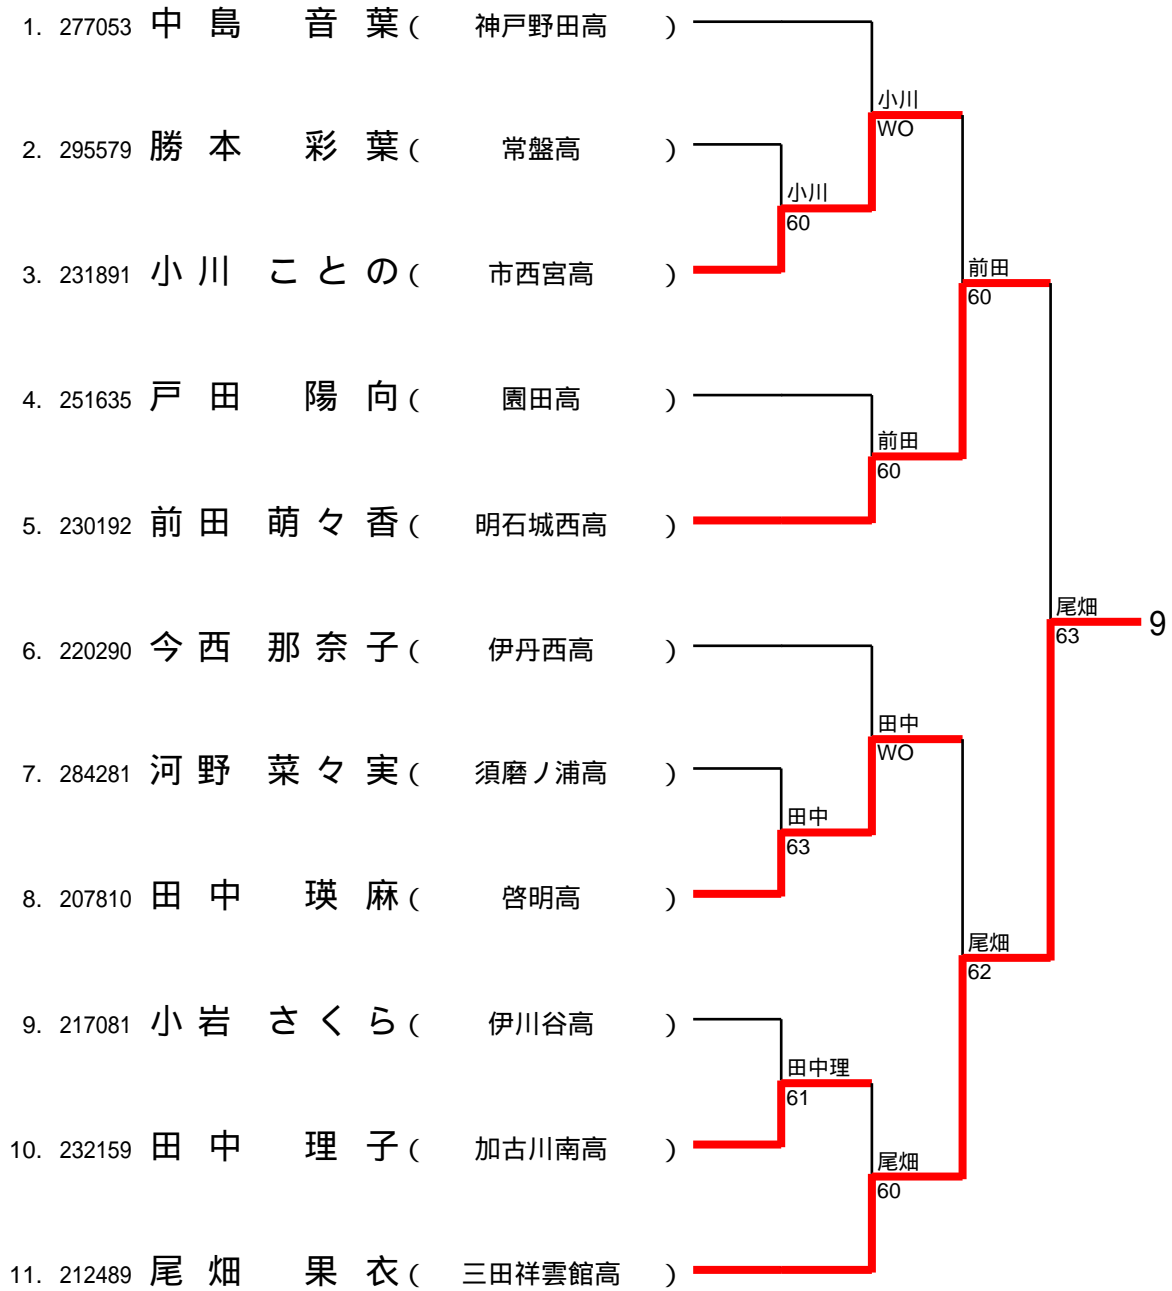 1. 277053 中島 音葉 ( 神戸野田高 )
小川
WO
2. 295579 勝本 彩葉 ( 常盤高 )
小川
60
3. 231891 小川 ことの ( 市西宮高 )
前田
60
4. 251635 戸田 陽向 ( 園田高 )
前田
60
5. 230192 前田 萌々香 ( 明石城西高 )
尾畑
63
9
6. 220290 今西 那奈子 ( 伊丹西高 )
田中
WO
7. 284281 河野 菜々実 ( 須磨ノ浦高 )
田中
63
8. 207810 田中 瑛麻 ( 啓明高 )
尾畑
62
9. 217081 小岩 さくら ( 伊川谷高 )
田中理
61
10. 232159 田中 理子 ( 加古川南高 )
尾畑
60
11. 212489 尾畑 果衣 ( 三田祥雲館高 )